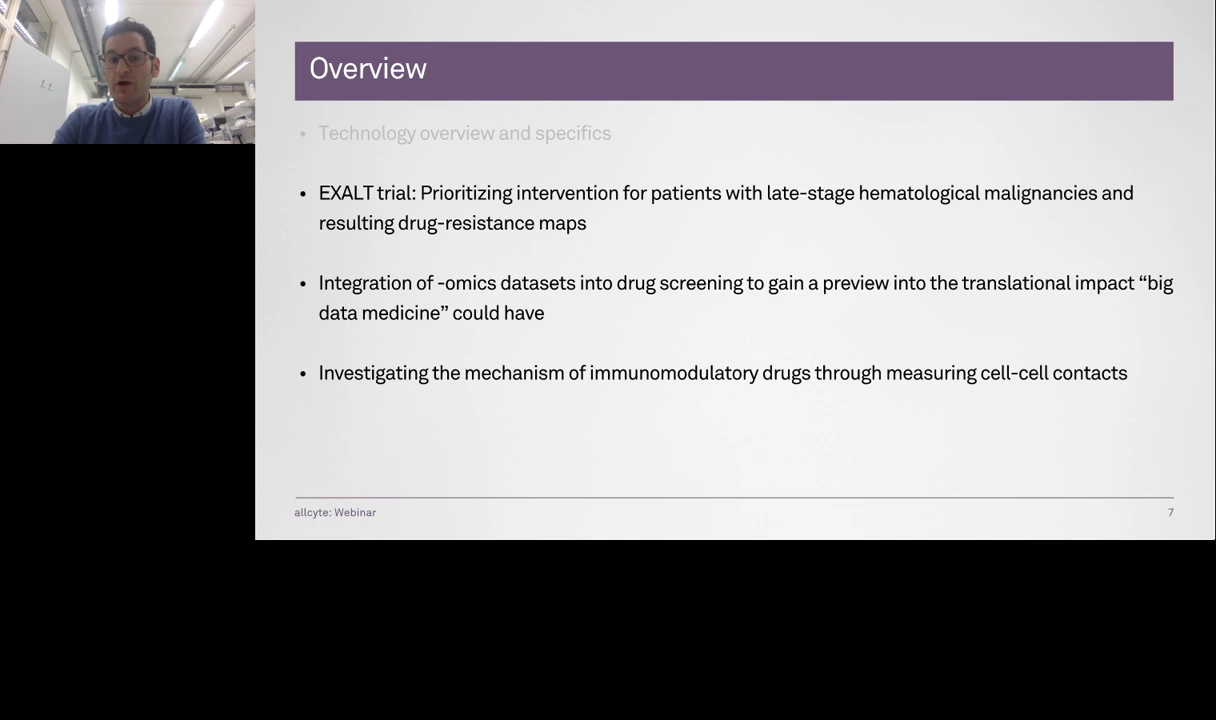 Overview
• Technology overview and specifics
• EXALT trial: Prioritizing intervention for patients with late-stage hematological malignancies and
resulting drug-resistance maps
• Integration of -omics datasets into drug screening to gain a preview into the translational impact “big
data medicine” could have
• Investigating the mechanism of immunomodulatory drugs through measuring cell-cell contacts
allcyte: Webinar
7